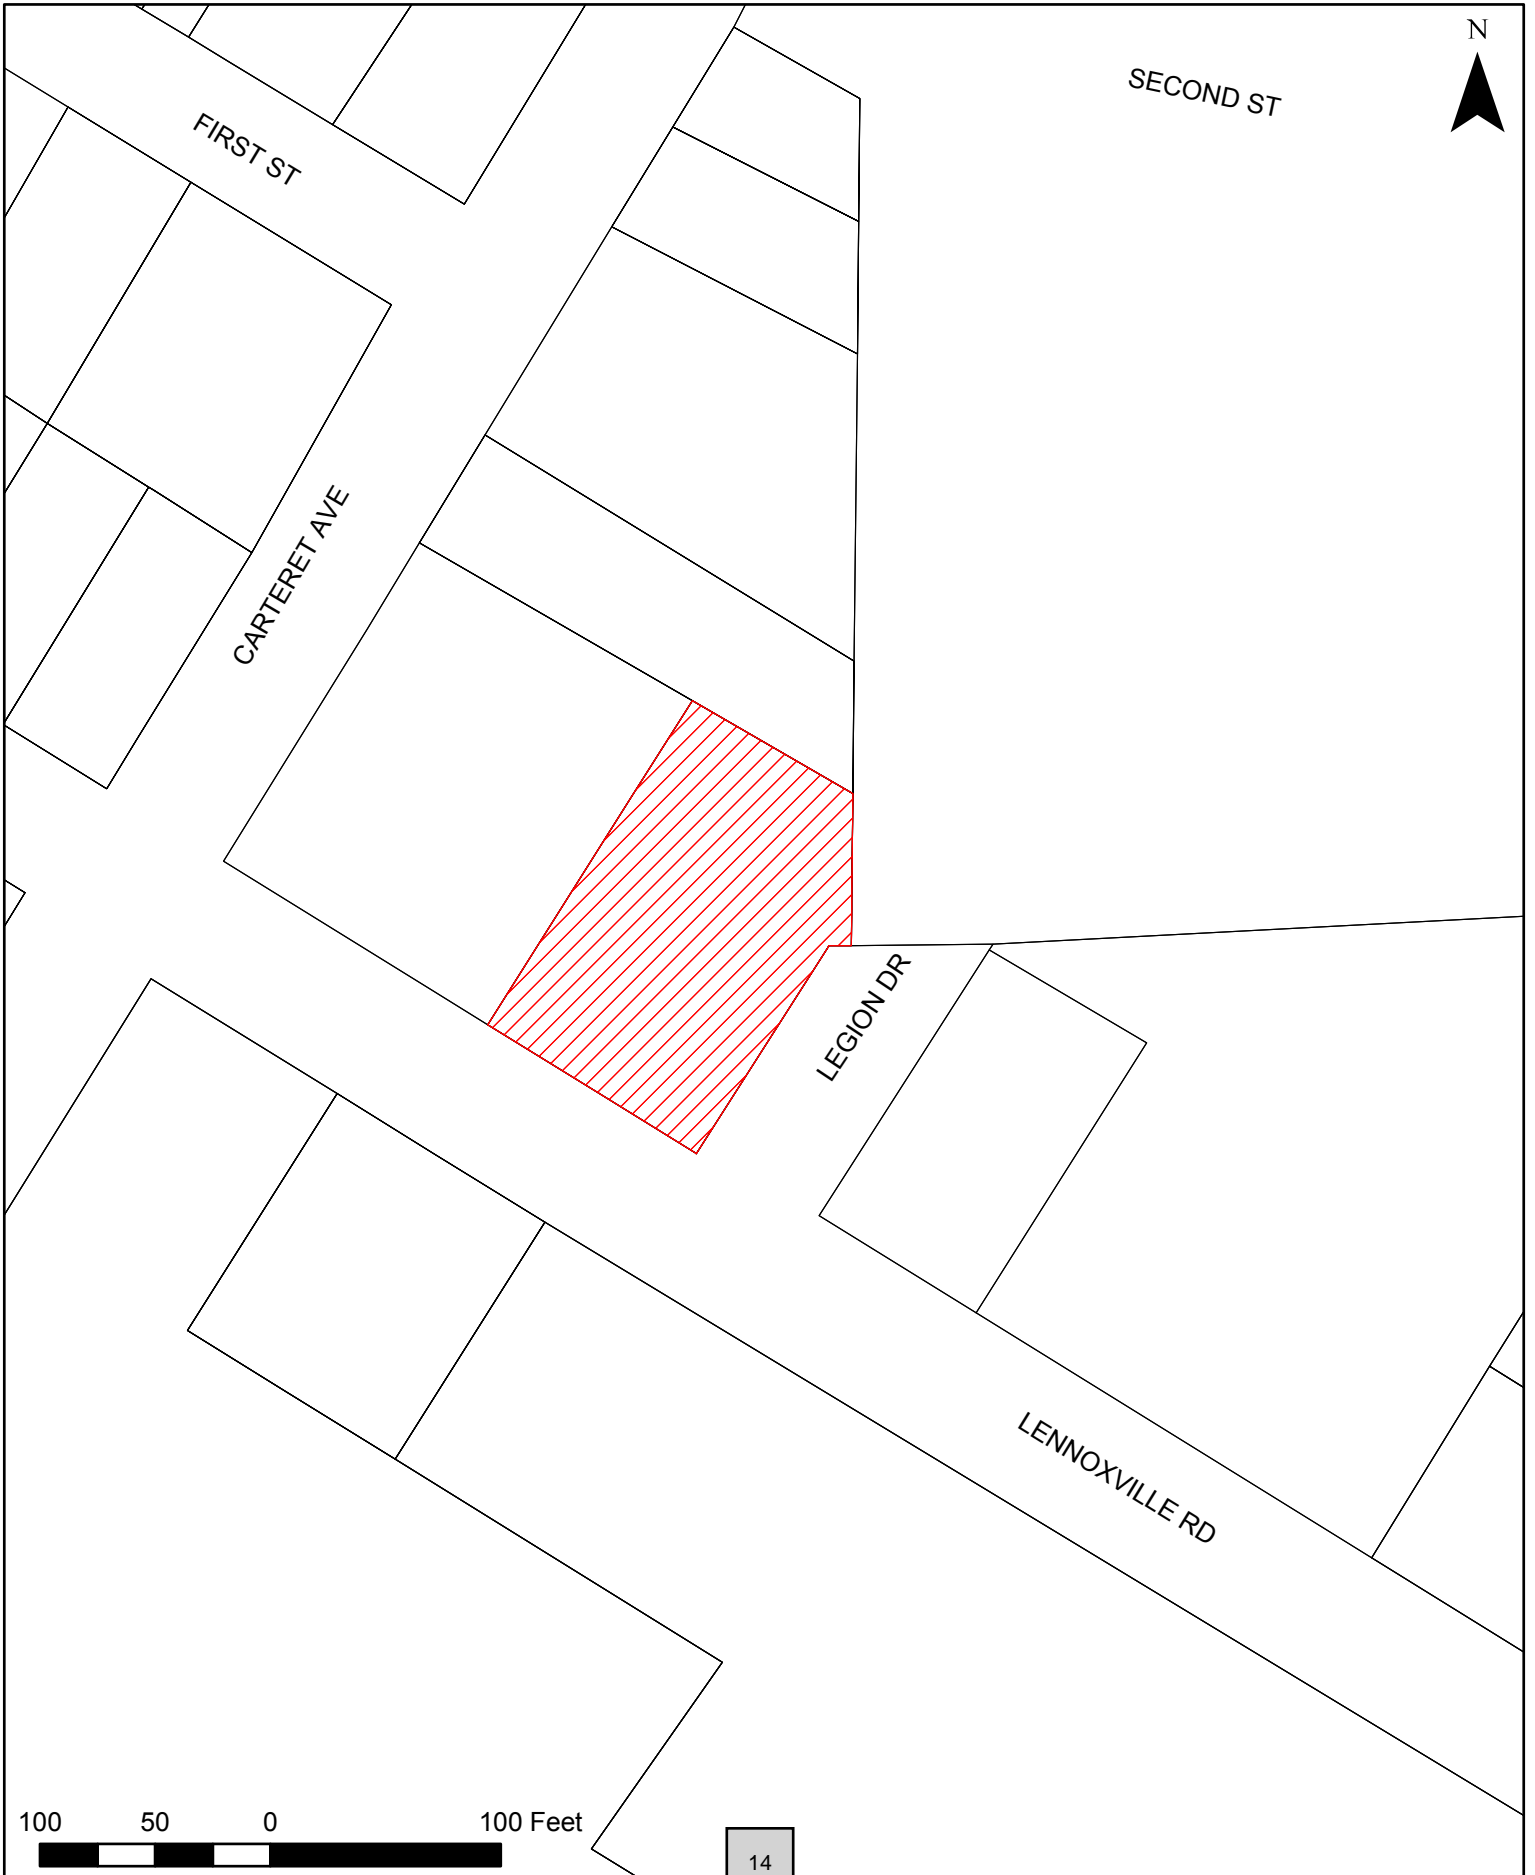 N
SECOND ST
FIRST ST
CARTERET AVE
LEGION DR
LENNOXVILLE RD
100 50 0 100 Feet
14